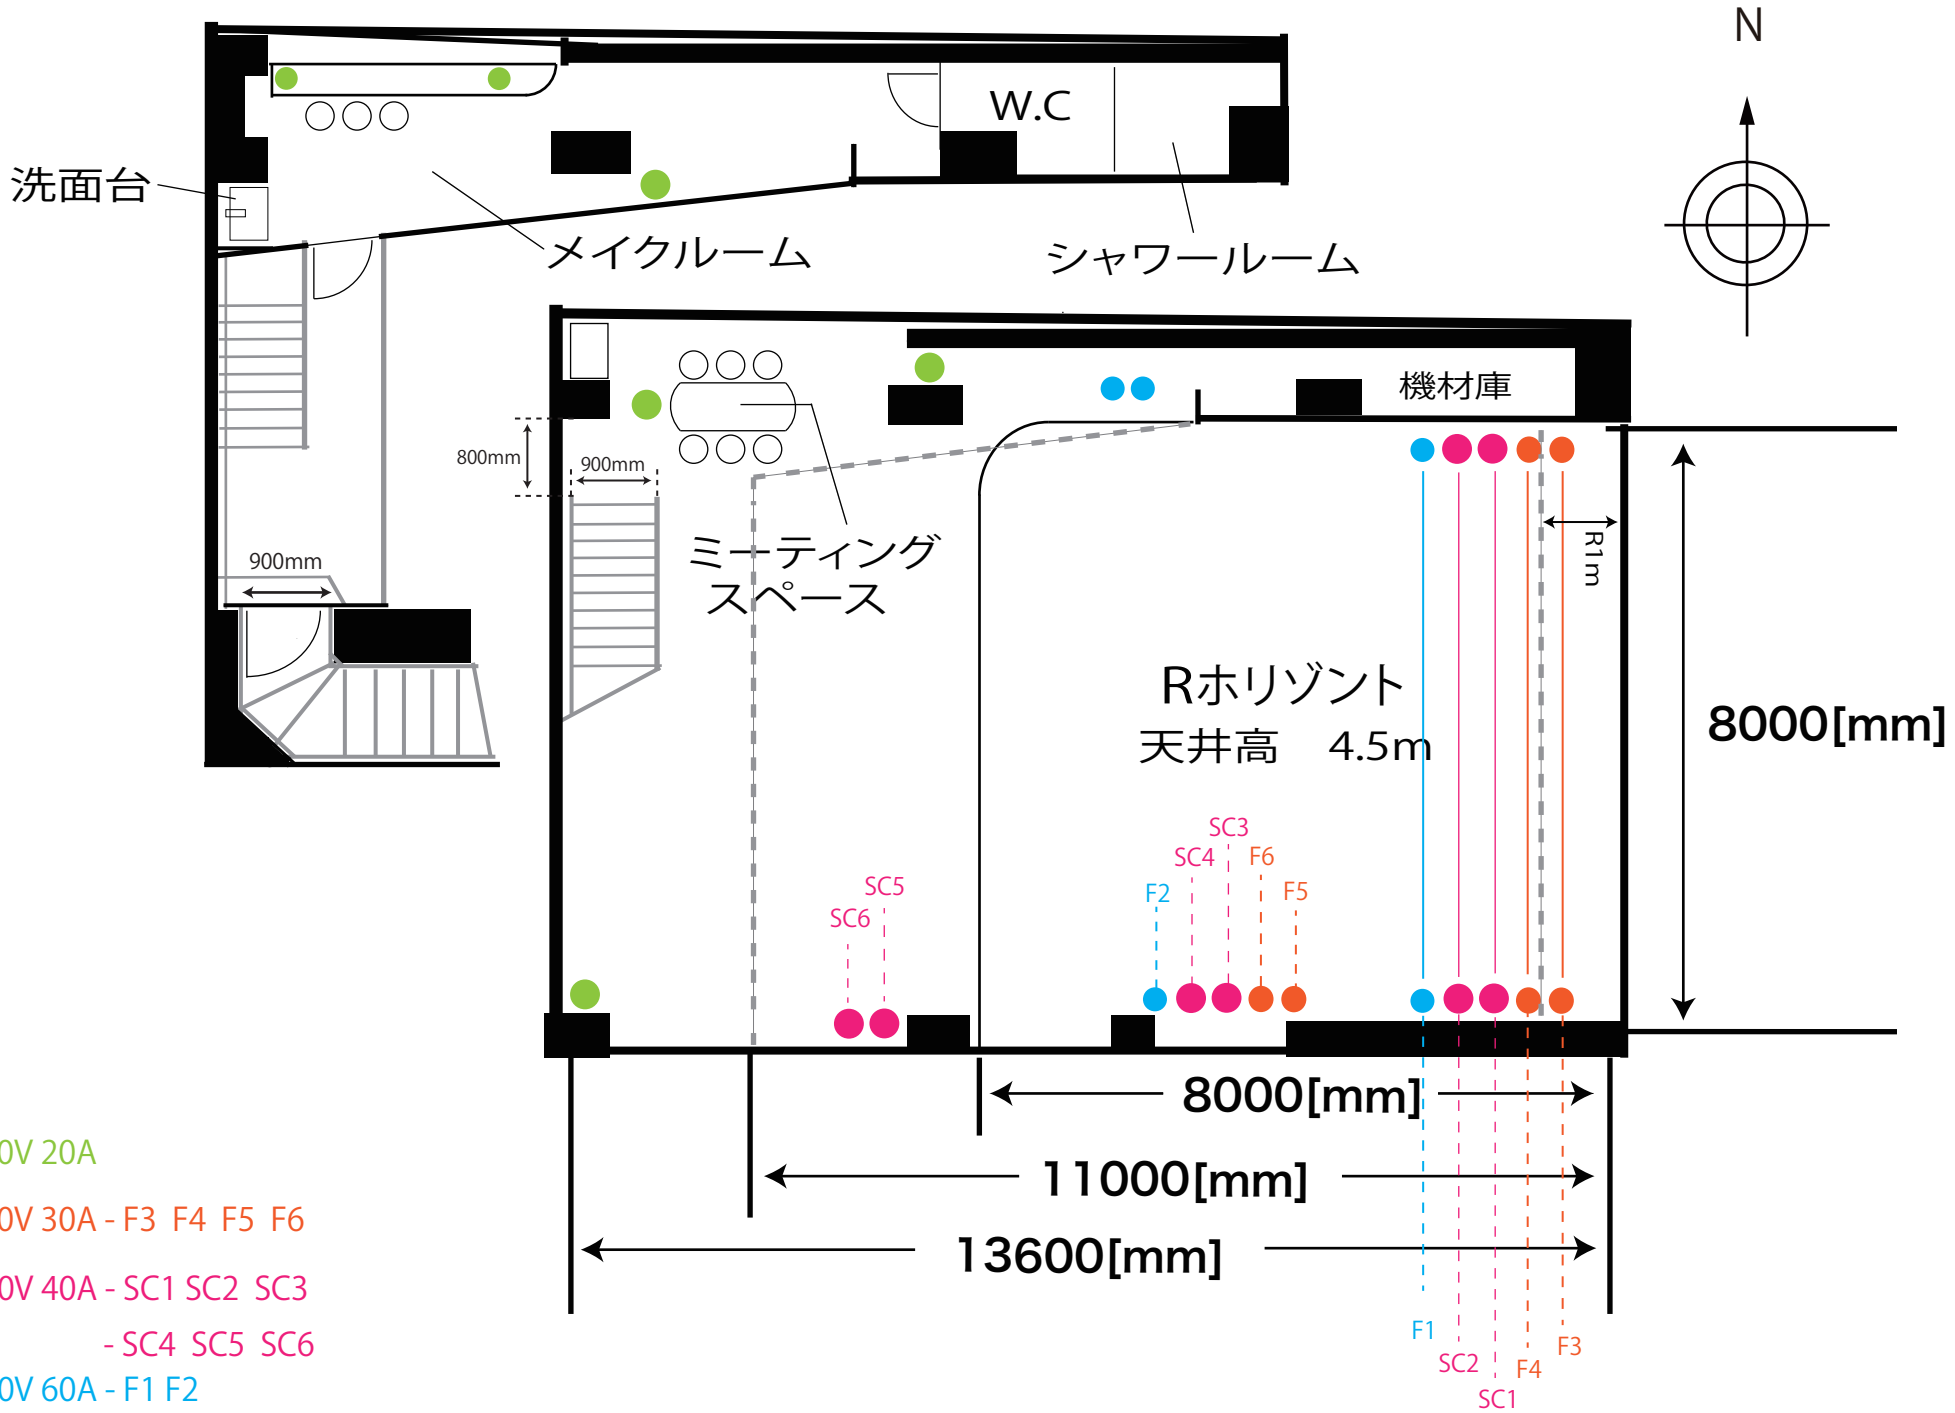 N
W.C
洗面台
メイクルーム
シャワールーム
機材庫
800mm
900mm
R1m
ミーティング
スペース
900mm
Rホリゾント
天井高　4.5m
8000[mm]
SC3
SC4
F6
SC5
F2
F5
SC6
8000[mm]
11000[mm]
13600[mm]
0V 20A
0V 30A - F3 F4 F5 F6
0V 40A - SC1 SC2 SC3
- SC4 SC5 SC6
0V 60A - F1 F2
F1
F3
SC2
F4
SC1